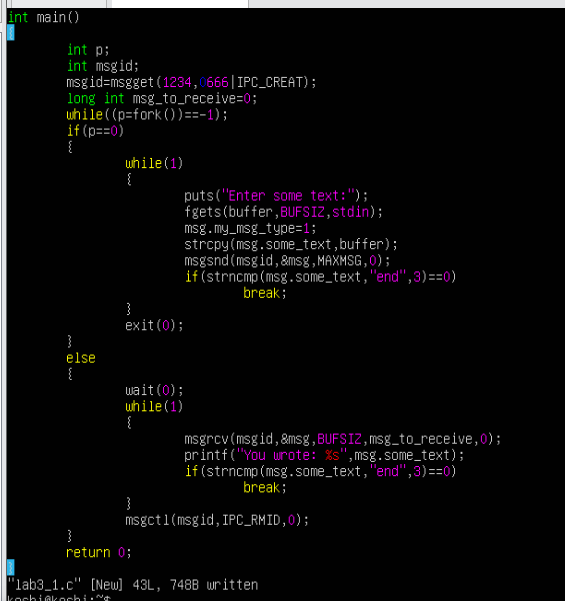 int main()
{
        int p;
        int msgid;
        msgid=msgget(1234,0666|IPC_CREAT);
        long int msg_to_receive=0;
        while((p=fork())==-1);
        if(p==0)
        {
                while(1)
                {
                        puts("Enter some text:");
                        fgets(buffer,BUFSIZ,stdin);
                        msg.my_msg_type=1;
                        strcpy(msg.some_text,buffer);
                        msgsnd(msgid,&msg,MAXMSG,0);
                        if(strncmp(msg.some_text,"end",3)==0)
                                break;
                }
                exit(0);
        }
        else
        {
                wait(0);
                while(1)
                {
                        msgrcv(msgid,&msg,BUFSIZ,msg_to_receive,0);
                        printf("You wrote: %s",msg.some_text);
                        if(strncmp(msg.some_text,"end",3)==0)
                                break;
                }
                msgctl(msgid,IPC_RMID,0);
        }
        return 0;
}
"lab3_1.c" [New] 43L, 748B written